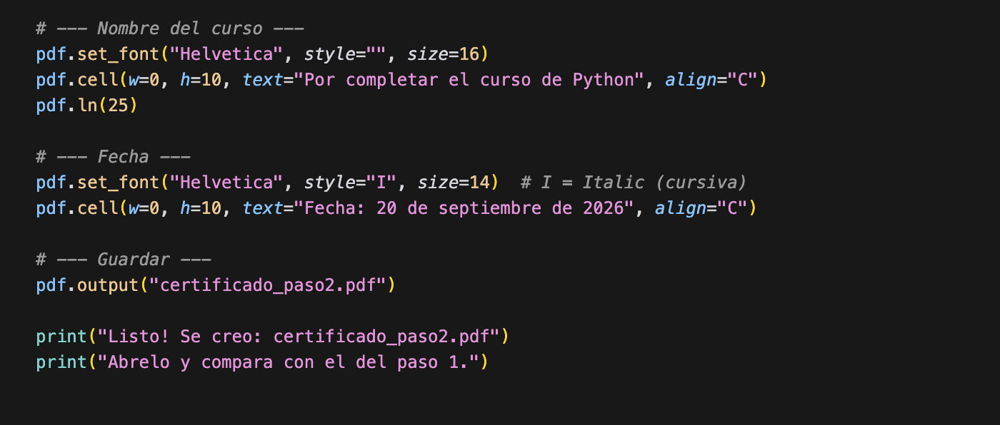 # --- Nombre del curso ---
pdf.set_font("Helvetica", style="", size=16)
pdf.cell(w=0, h=10, text="Por completar el curso de Python", align="C")
pdf.ln(25)
# --- Fecha ---
pdf.set_font("Helvetica", style="I", size=14)  # I = Italic (cursiva)
pdf.cell(w=0, h=10, text="Fecha: 20 de septiembre de 2026", align="C")
# --- Guardar ---
pdf.output("certificado_paso2.pdf")
print("Listo! Se creo: certificado_paso2.pdf")
print("Abrelo y compara con el del paso 1.")